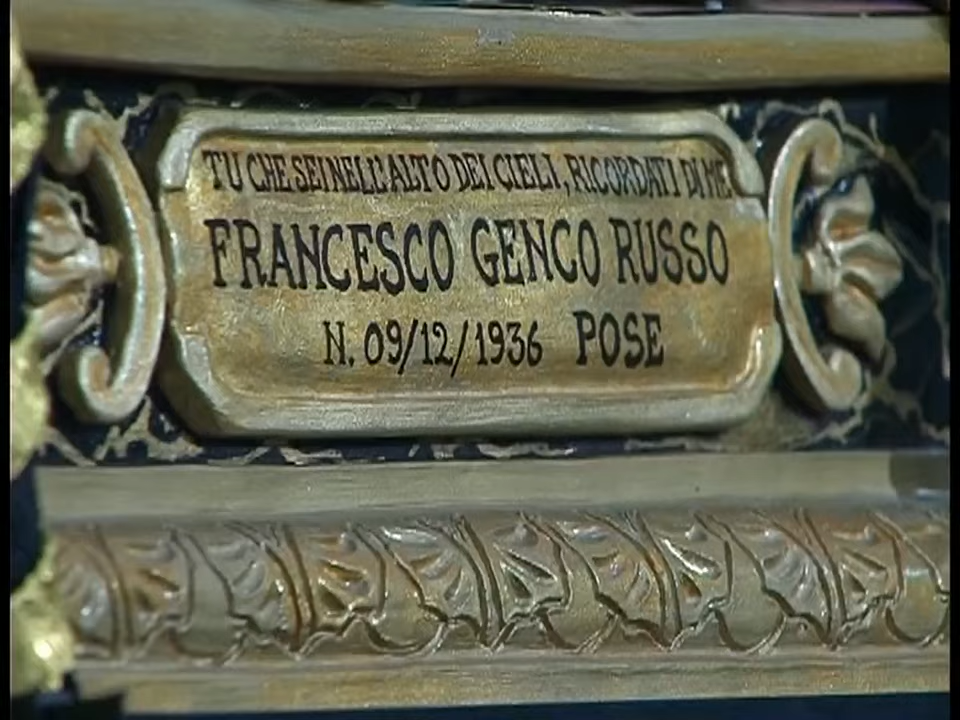 TU CHE SEI NELL'ALTO DEI CIELI, RICORDATI DI ME
FRANCESCO GENCO RUSSO
N. 09/12/1936 POSE